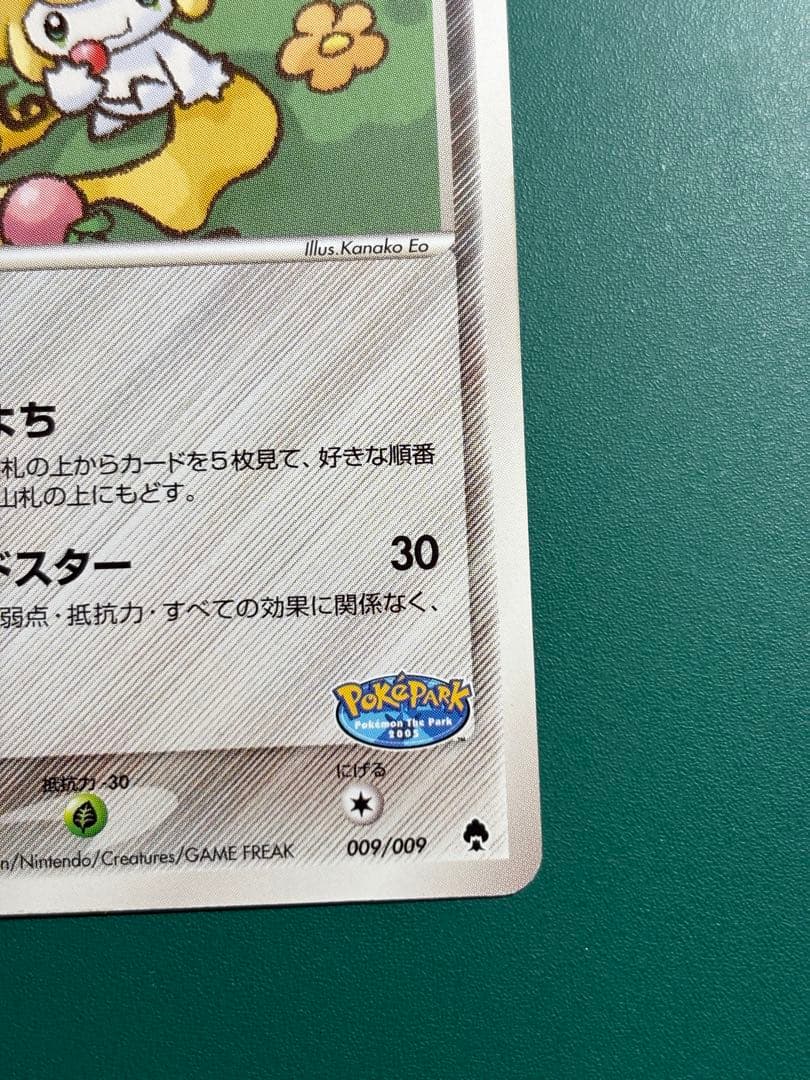 Illus.Kanako Eo
よち
札の上からカードを5枚見て、好きな順番
山札の上にもどす。
ドスター 30
弱点・抵抗力・すべての効果に関係なく、
POKéPARK
Pokémon The Park
2005
™
抵抗力 -30 にげる
n/Nintendo/Creatures/GAME FREAK 009/009